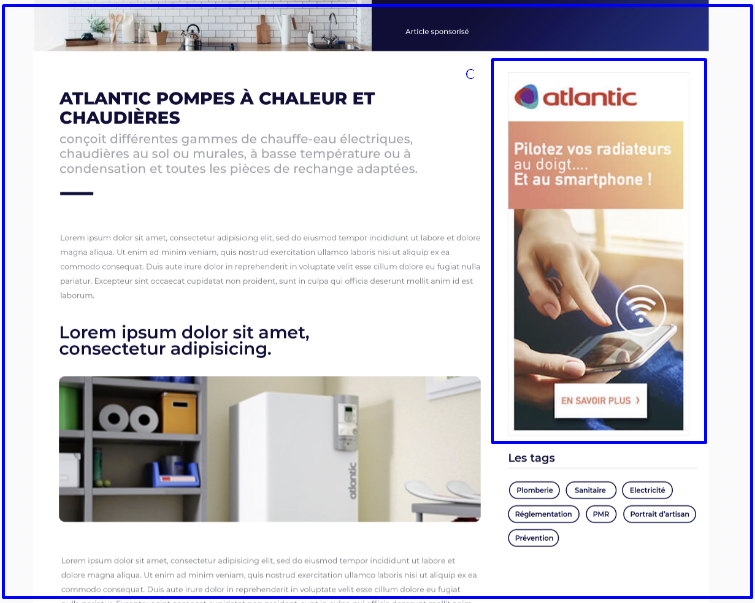 Article sponsorisé
ATLANTIC POMPES À CHALEUR ET
CHAUDIÈRES
conçoit différentes gammes de chauffe-eau électriques,
chaudières au sol ou murales, à basse température ou à
condensation et toutes les pièces de rechange adaptées.
Lorem ipsum dolor sit amet, consectetur adipisicing elit, sed do eiusmod tempor incididunt ut labore et dolore
magna aliqua. Ut enim ad minim veniam, quis nostrud exercitation ullamco laboris nisi ut aliquip ex ea
commodo consequat. Duis aute irure dolor in reprehenderit in voluptate velit esse cillum dolore eu fugiat nulla
pariatur. Excepteur sint occaecat cupidatat non proident, sunt in culpa qui officia deserunt mollit anim id est
laborum.
Lorem ipsum dolor sit amet,
consectetur adipisicing.
atlantic
Lorem ipsum dolor sit amet, consectetur adipisicing elit, sed do eiusmod tempor incididunt ut labore et
dolore magna aliqua. Ut enim ad minim veniam, quis nostrud exercitation ullamco laboris nisi ut aliquip ex ea
commodo consequat. Duis aute irure dolor in reprehenderit in voluptate velit esse cillum dolore eu fugiat
C
atlantic
Pilotez vos radiateurs
au doigt....
Et au smartphone !
EN SAVOIR PLUS
Les tags
Plomberie Sanitaire Electricité
Réglementation PMR Portrait d'artisan
Prévention